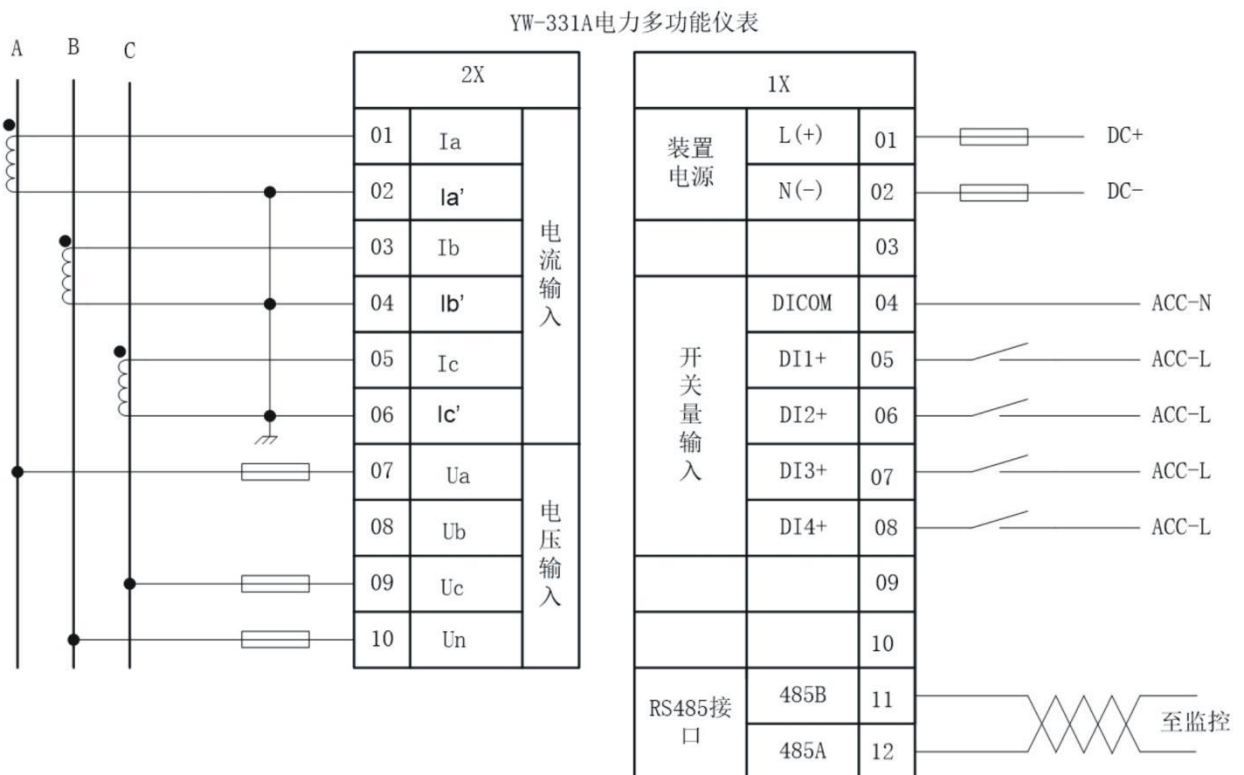 YW-331A电力多功能仪表
A B C
2X
01 Ia
02 Ia’
03 Ib
04 Ib’
05 Ic
06 Ic’
电流输入
07 Ua
08 Ub
09 Uc
10 Un
电压输入
1X
装置电源
L(+) 01 DC+
N(-) 02 DC-
03
开关量输入
DICOM 04 ACC-N
DI1+ 05 ACC-L
DI2+ 06 ACC-L
DI3+ 07 ACC-L
DI4+ 08 ACC-L
09
10
RS485接口
485B 11
485A 12
至监控